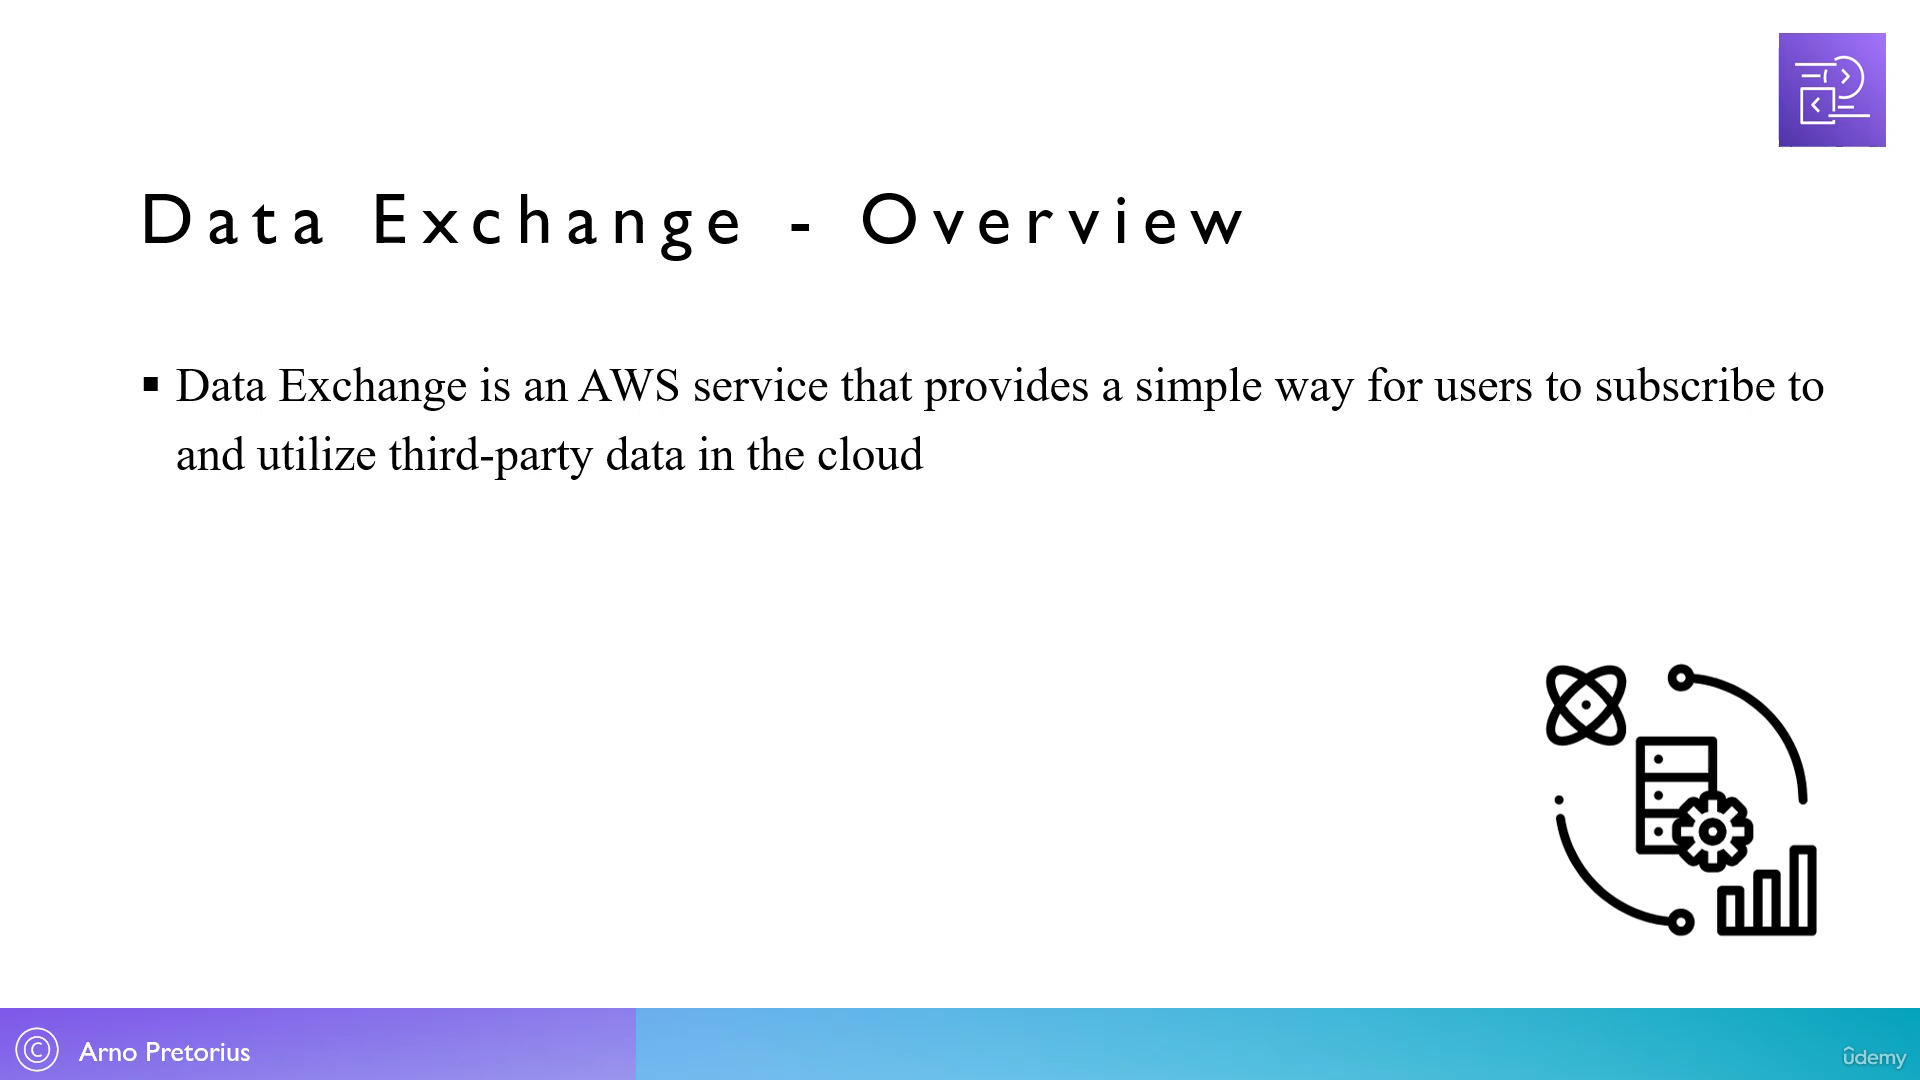 Data Exchange - Overview
▪ Data Exchange is an AWS service that provides a simple way for users to subscribe to
and utilize third-party data in the cloud
© Arno Pretorius
ûdemy